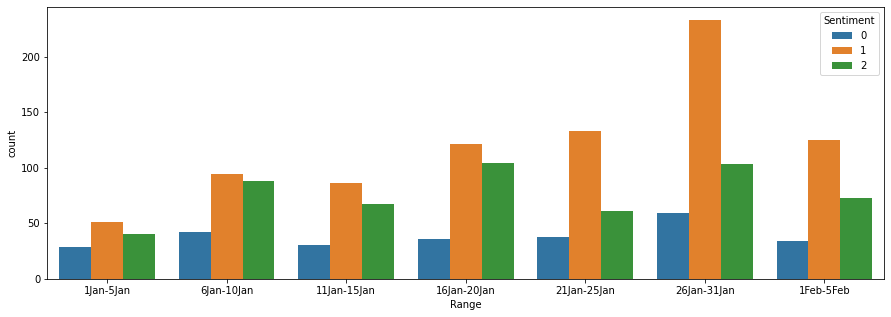 Sentiment
0
1
2
200
150
100
50
0
count
1Jan-5Jan 6Jan-10Jan 11Jan-15Jan 16Jan-20Jan 21Jan-25Jan 26Jan-31Jan 1Feb-5Feb
Range